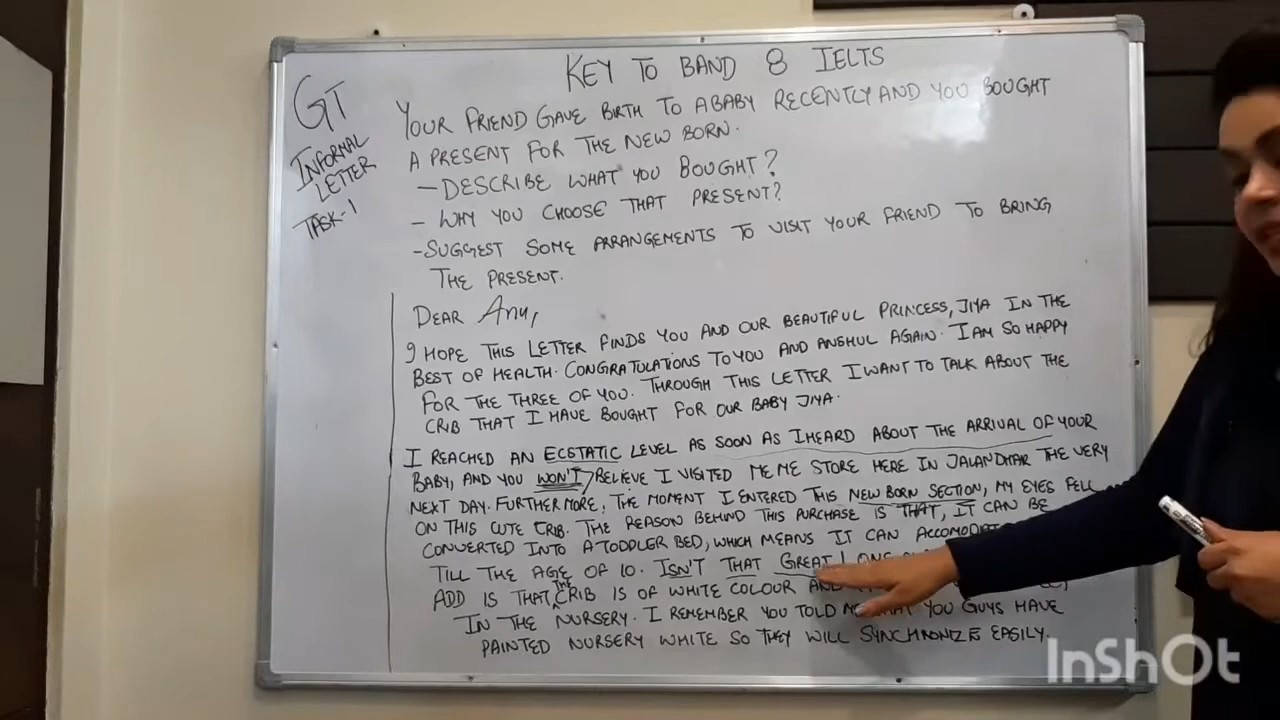 KEY TO BAND 8 IELTS
GT
INFORMAL
LETTER
TASK-1
YOUR FRIEND GAVE BIRTH TO A BABY RECENTLY AND YOU BOUGHT
A PRESENT FOR THE NEW BORN.
- DESCRIBE WHAT YOU BOUGHT?
- WHY YOU CHOOSE THAT PRESENT?
- SUGGEST SOME ARRANGEMENTS TO VISIT YOUR FRIEND TO BRING
THE PRESENT.
DEAR Anu,
I HOPE THIS LETTER FINDS YOU AND OUR BEAUTIFUL PRINCESS, JIYA IN THE
BEST OF HEALTH. CONGRATULATIONS TO YOU AND ANSHUL AGAIN. I AM SO HAPPY
FOR THE THREE OF YOU. THROUGH THIS LETTER I WANT TO TALK ABOUT THE
CRIB THAT I HAVE BOUGHT FOR OUR BABY JIYA.
I REACHED AN ECSTATIC LEVEL AS SOON AS I HEARD ABOUT THE ARRIVAL OF YOUR
BABY, AND YOU WON'T BELIEVE I VISITED ME ME STORE HERE IN JALANDHAR THE VERY
NEXT DAY. FURTHERMORE, THE MOMENT I ENTERED THIS NEW BORN SECTION, MY EYES FELL
ON THIS CUTE CRIB. THE REASON BEHIND THIS PURCHASE IS THAT, IT CAN BE
CONVERTED INTO A TODDLER BED, WHICH MEANS IT CAN
TILL THE AGE OF 10. ISN'T THAT GREAT!
ADD IS THAT THE CRIB IS OF WHITE COLOUR
IN THE NURSERY. I REMEMBER YOU TOLD YOU GUYS HAVE
PAINTED NURSERY WHITE SO THEY WILL SYNCHRONIZE EASILY.
InShOt